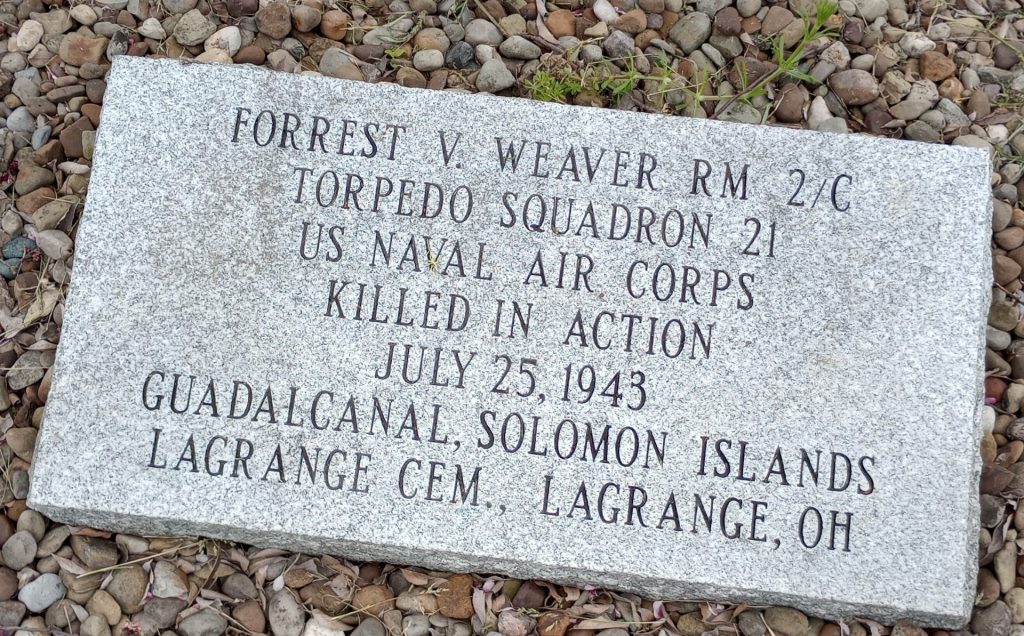 FORREST V. WEAVER RM 2/C
TORPEDO SQUADRON 21
US NAVAL AIR CORPS
KILLED IN ACTION
JULY 25, 1943
GUADALCANAL, SOLOMON ISLANDS
LAGRANGE CEM., LAGRANGE, OH